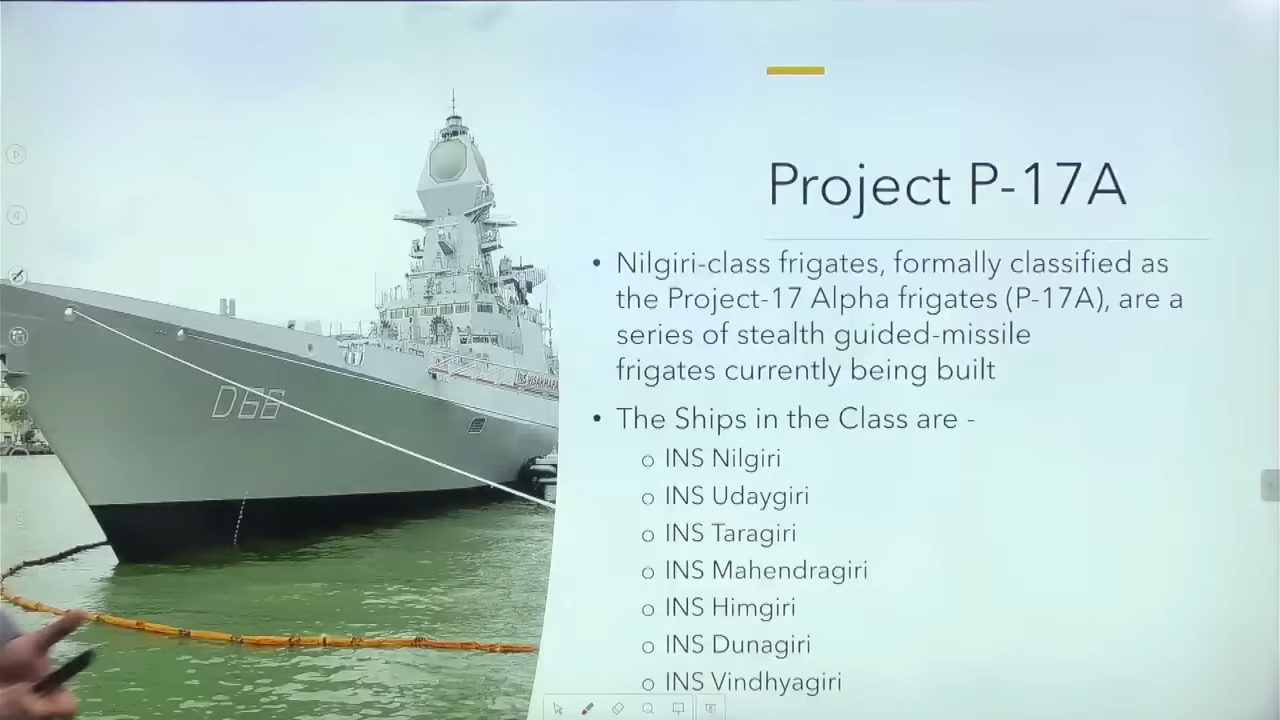 Project P-17A
• Nilgiri-class frigates, formally classified as
the Project-17 Alpha frigates (P-17A), are a
series of stealth guided-missile
frigates currently being built
• The Ships in the Class are -
o INS Nilgiri
o INS Udaygiri
o INS Taragiri
o INS Mahendragiri
o INS Himgiri
o INS Dunagiri
o INS Vindhyagiri
D66